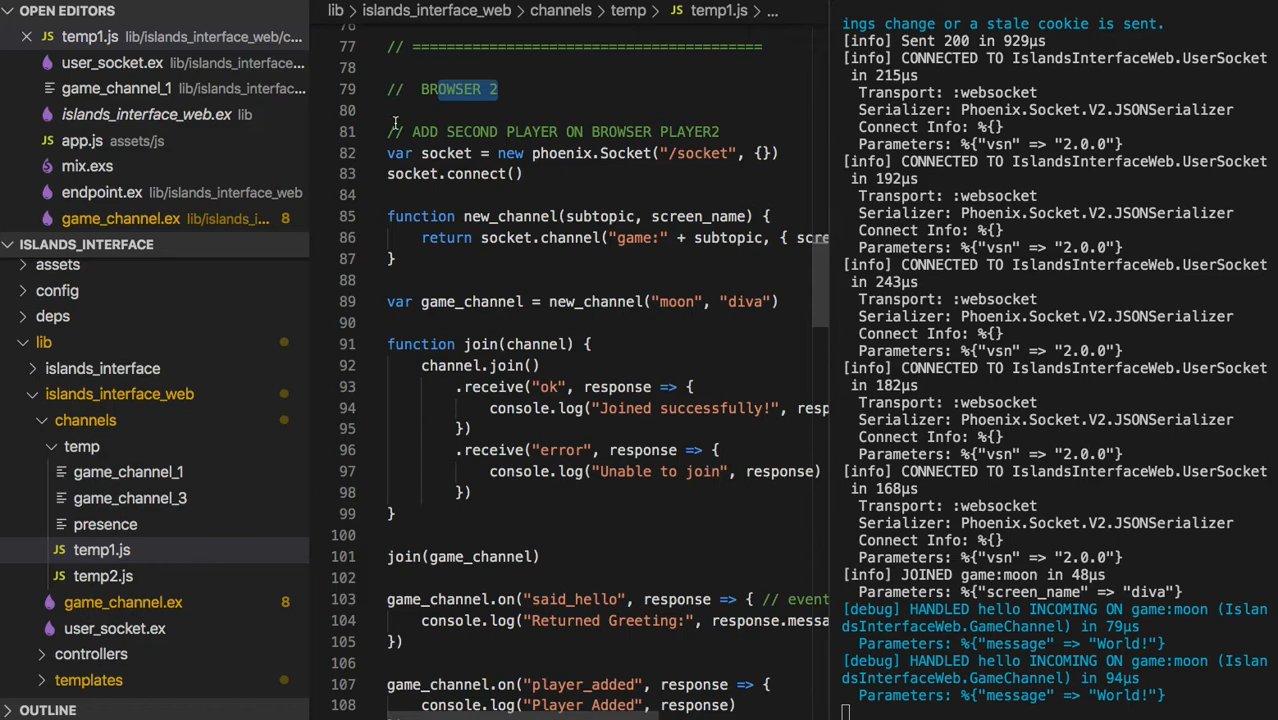 OPEN EDITORS
temp1.js lib/islands_interface_web/c...
user_socket.ex lib/islands_interface...
game_channel_1 lib/islands_interfac...
islands_interface_web.ex lib
app.js assets/js
mix.exs
endpoint.ex lib/islands_interface_web
game_channel.ex lib/islands_i... 8
ISLANDS_INTERFACE
assets
config
deps
lib
islands_interface
islands_interface_web
channels
temp
game_channel_1
game_channel_3
presence
JS temp1.js
JS temp2.js
game_channel.ex 8
user_socket.ex
controllers
templates
OUTLINE
lib > islands_interface_web > channels > temp > JS temp1.js > ...
77 // =========================================
78
79 // BROWSER 2
80
81 // ADD SECOND PLAYER ON BROWSER PLAYER2
82 var socket = new phoenix.Socket("/socket", {})
83 socket.connect()
84
85 function new_channel(subtopic, screen_name) {
86 return socket.channel("game:" + subtopic, { scre
87 }
88
89 var game_channel = new_channel("moon", "diva")
90
91 function join(channel) {
92 channel.join()
93 .receive("ok", response => {
94 console.log("Joined successfully!", resp
95 })
96 .receive("error", response => {
97 console.log("Unable to join", response)
98 })
99 }
100
101 join(game_channel)
102
103 game_channel.on("said_hello", response => { // event
104 console.log("Returned Greeting:", response.messa
105 })
106
107 game_channel.on("player_added", response => {
108 console.log("Player Added", response)
ings change or a stale cookie is sent.
[info] Sent 200 in 929µs
[info] CONNECTED TO IslandsInterfaceWeb.UserSocket
in 215µs
Transport: :websocket
Serializer: Phoenix.Socket.V2.JSONSerializer
Connect Info: %{}
Parameters: %{"vsn" => "2.0.0"}
[info] CONNECTED TO IslandsInterfaceWeb.UserSocket
in 192µs
Transport: :websocket
Serializer: Phoenix.Socket.V2.JSONSerializer
Connect Info: %{}
Parameters: %{"vsn" => "2.0.0"}
[info] CONNECTED TO IslandsInterfaceWeb.UserSocket
in 243µs
Transport: :websocket
Serializer: Phoenix.Socket.V2.JSONSerializer
Connect Info: %{}
Parameters: %{"vsn" => "2.0.0"}
[info] CONNECTED TO IslandsInterfaceWeb.UserSocket
in 182µs
Transport: :websocket
Serializer: Phoenix.Socket.V2.JSONSerializer
Connect Info: %{}
Parameters: %{"vsn" => "2.0.0"}
[info] CONNECTED TO IslandsInterfaceWeb.UserSocket
in 168µs
Transport: :websocket
Serializer: Phoenix.Socket.V2.JSONSerializer
Connect Info: %{}
Parameters: %{"vsn" => "2.0.0"}
[info] JOINED game:moon in 48µs
Parameters: %{"screen_name" => "diva"}
[debug] HANDLED hello INCOMING ON game:moon (Islan
dsInterfaceWeb.GameChannel) in 79µs
Parameters: %{"message" => "World!"}
[debug] HANDLED hello INCOMING ON game:moon (Islan
dsInterfaceWeb.GameChannel) in 94µs
Parameters: %{"message" => "World!"}